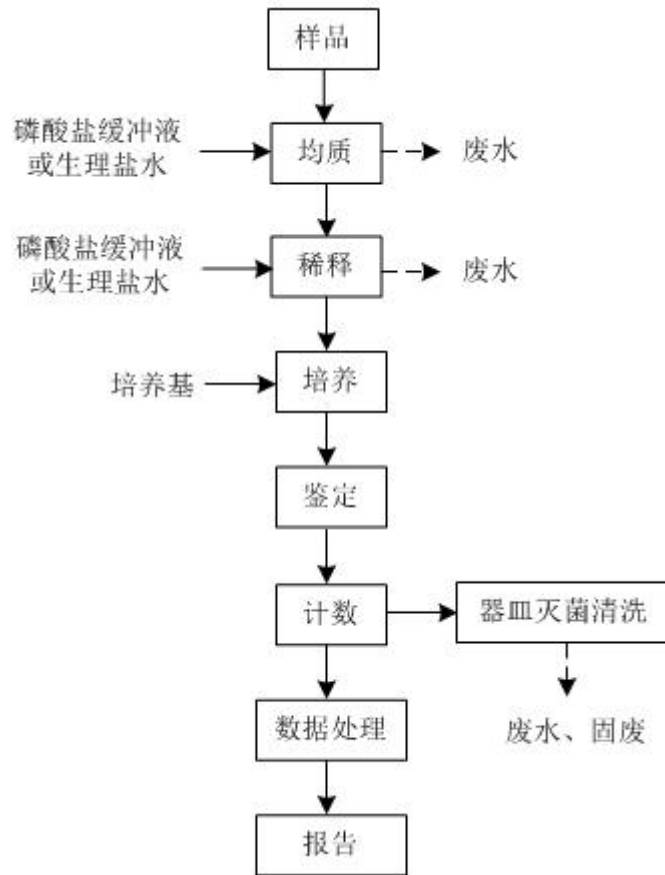 样品
磷酸盐缓冲液
或生理盐水
均质
废水
磷酸盐缓冲液
或生理盐水
稀释
废水
培养基
培养
鉴定
计数
器皿灭菌清洗
数据处理
废水、固废
报告